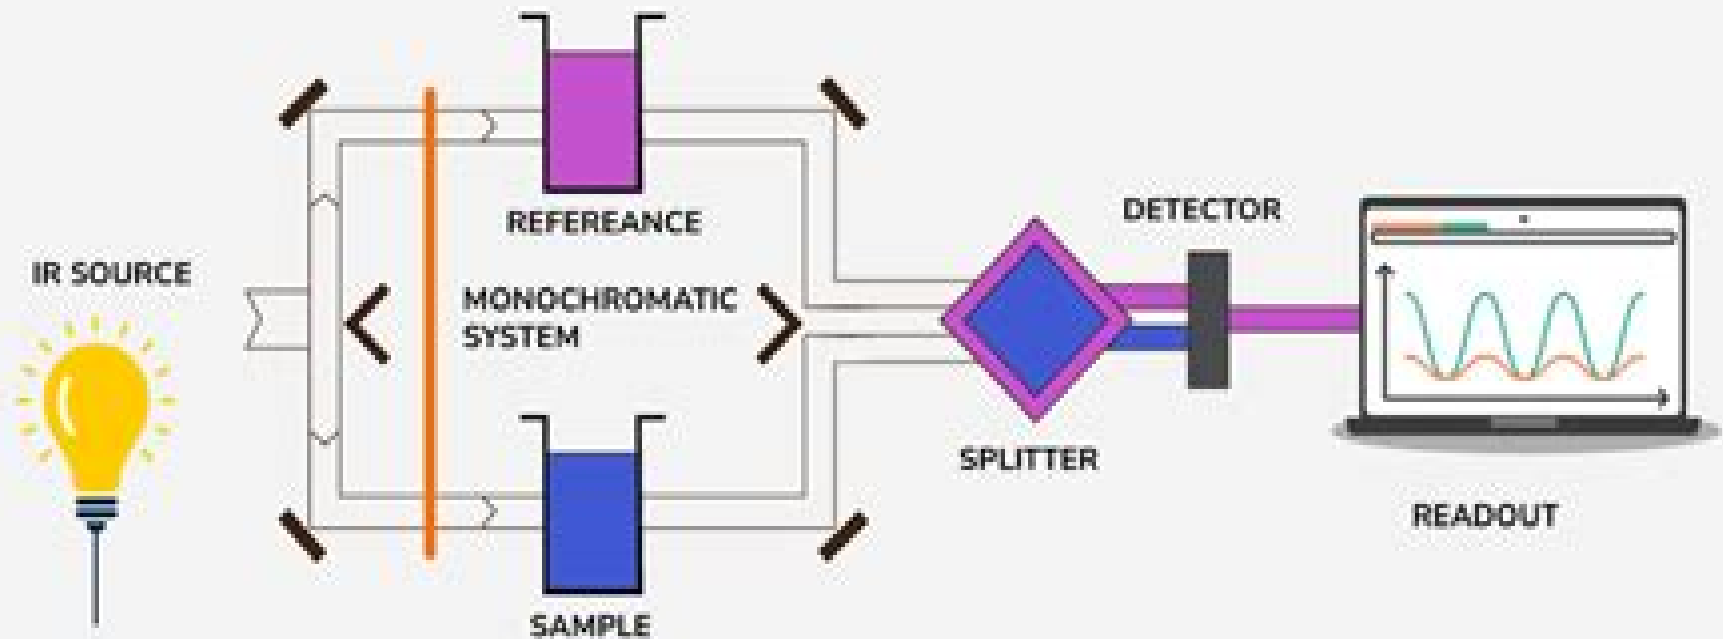 REFEREANCE
DETECTOR
IR SOURCE
MONOCHROMATIC
SYSTEM
SPLITTER
READOUT
SAMPLE